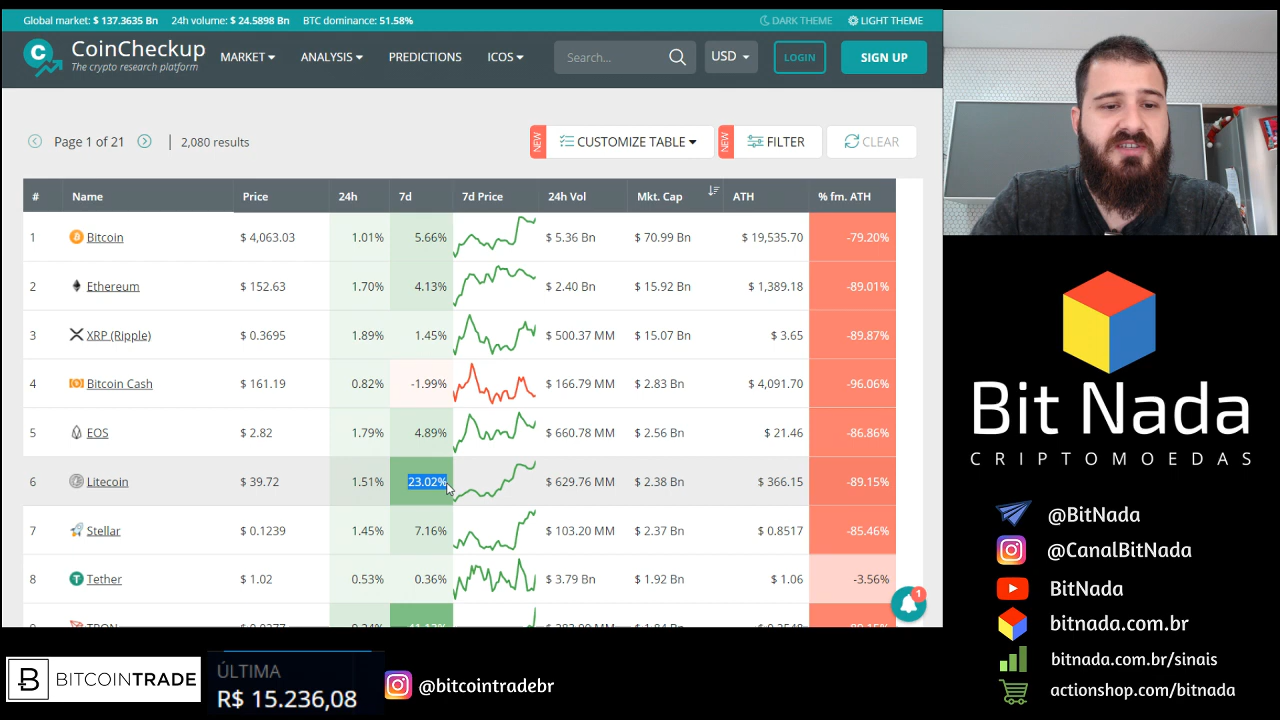 Global market: $ 137.3635 Bn 24h volume: $ 24.5898 Bn BTC dominance: 51.58% DARK THEME LIGHT THEME
CoinCheckup
The crypto research platform
MARKET ANALYSIS PREDICTIONS ICOS Search... USD LOGIN SIGN UP
Page 1 of 21 | 2,080 results NEW CUSTOMIZE TABLE NEW FILTER CLEAR
# Name Price 24h 7d 7d Price 24h Vol Mkt. Cap ATH % fm. ATH
1 Bitcoin $ 4,063.03 1.01% 5.66% $ 5.36 Bn $ 70.99 Bn $ 19,535.70 -79.20%
2 Ethereum $ 152.63 1.70% 4.13% $ 2.40 Bn $ 15.92 Bn $ 1,389.18 -89.01%
3 XRP (Ripple) $ 0.3695 1.89% 1.45% $ 500.37 MM $ 15.07 Bn $ 3.65 -89.87%
4 Bitcoin Cash $ 161.19 0.82% -1.99% $ 166.79 MM $ 2.83 Bn $ 4,091.70 -96.06%
5 EOS $ 2.82 1.79% 4.89% $ 660.78 MM $ 2.56 Bn $ 21.46 -86.86%
6 Litecoin $ 39.72 1.51% 23.02% $ 629.76 MM $ 2.38 Bn $ 366.15 -89.15%
7 Stellar $ 0.1239 1.45% 7.16% $ 103.20 MM $ 2.37 Bn $ 0.8517 -85.46%
8 Tether $ 1.02 0.53% 0.36% $ 3.79 Bn $ 1.92 Bn $ 1.06 -3.56%
1
Bit Nada
CRIPTOMOEDAS
@BitNada
@CanalBitNada
BitNada
bitnada.com.br
bitnada.com.br/sinais
actionshop.com/bitnada
BITCOINTRADE
ÚLTIMA
R$ 15.236,08
@bitcointradebr